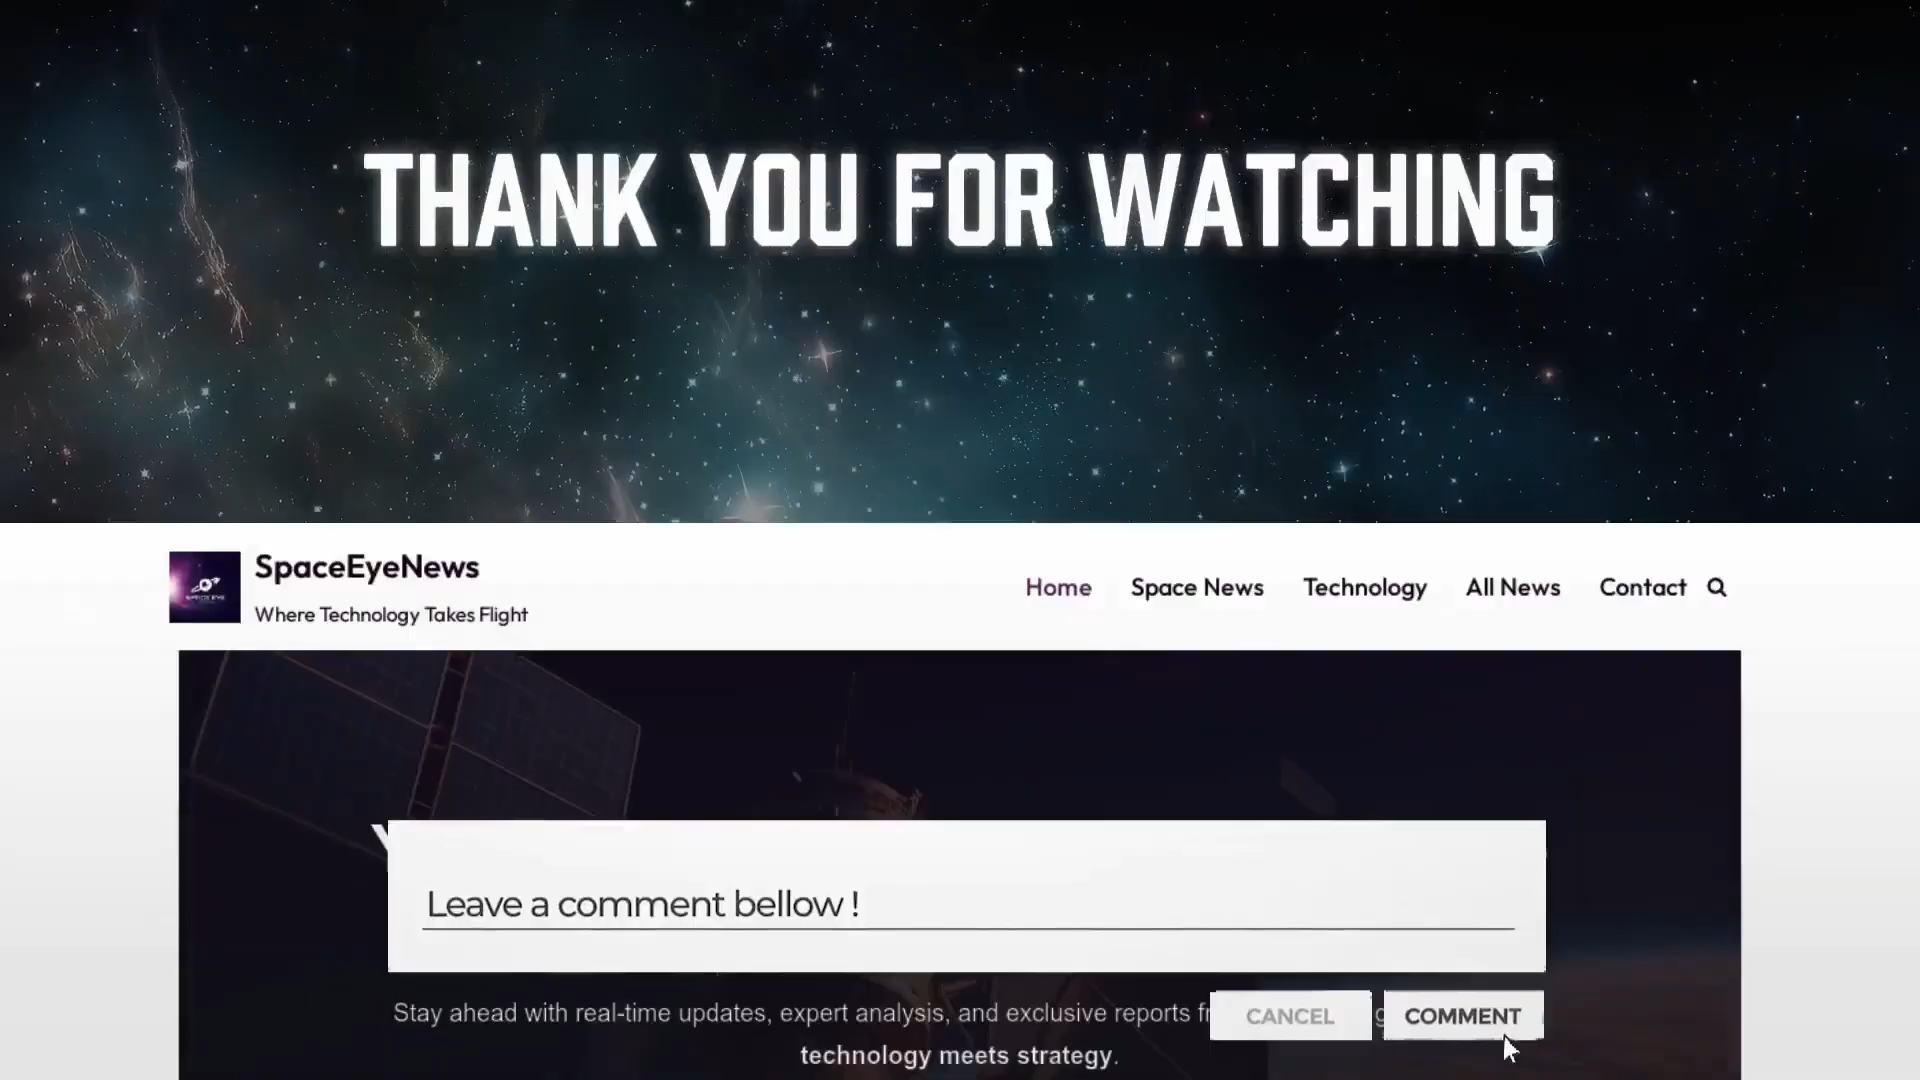 THANK YOU FOR WATCHING
SpaceEyeNews
Where Technology Takes Flight
Home Space News Technology All News Contact
Leave a comment bellow !
Stay ahead with real-time updates, expert analysis, and exclusive reports
CANCEL COMMENT
technology meets strategy.